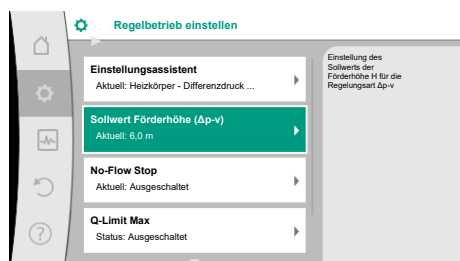 Regelbetrieb einstellen
Einstellungsassistent
Aktuell: Heizkörper - Differenzdruck ...
Sollwert Förderhöhe (Δp-v)
Aktuell: 6,0 m
No-Flow Stop
Aktuell: Ausgeschaltet
Q-Limit Max
Status: Ausgeschaltet
Einstellung des
Sollwerts der
Förderhöhe H für die
Regelungsart Δp-v